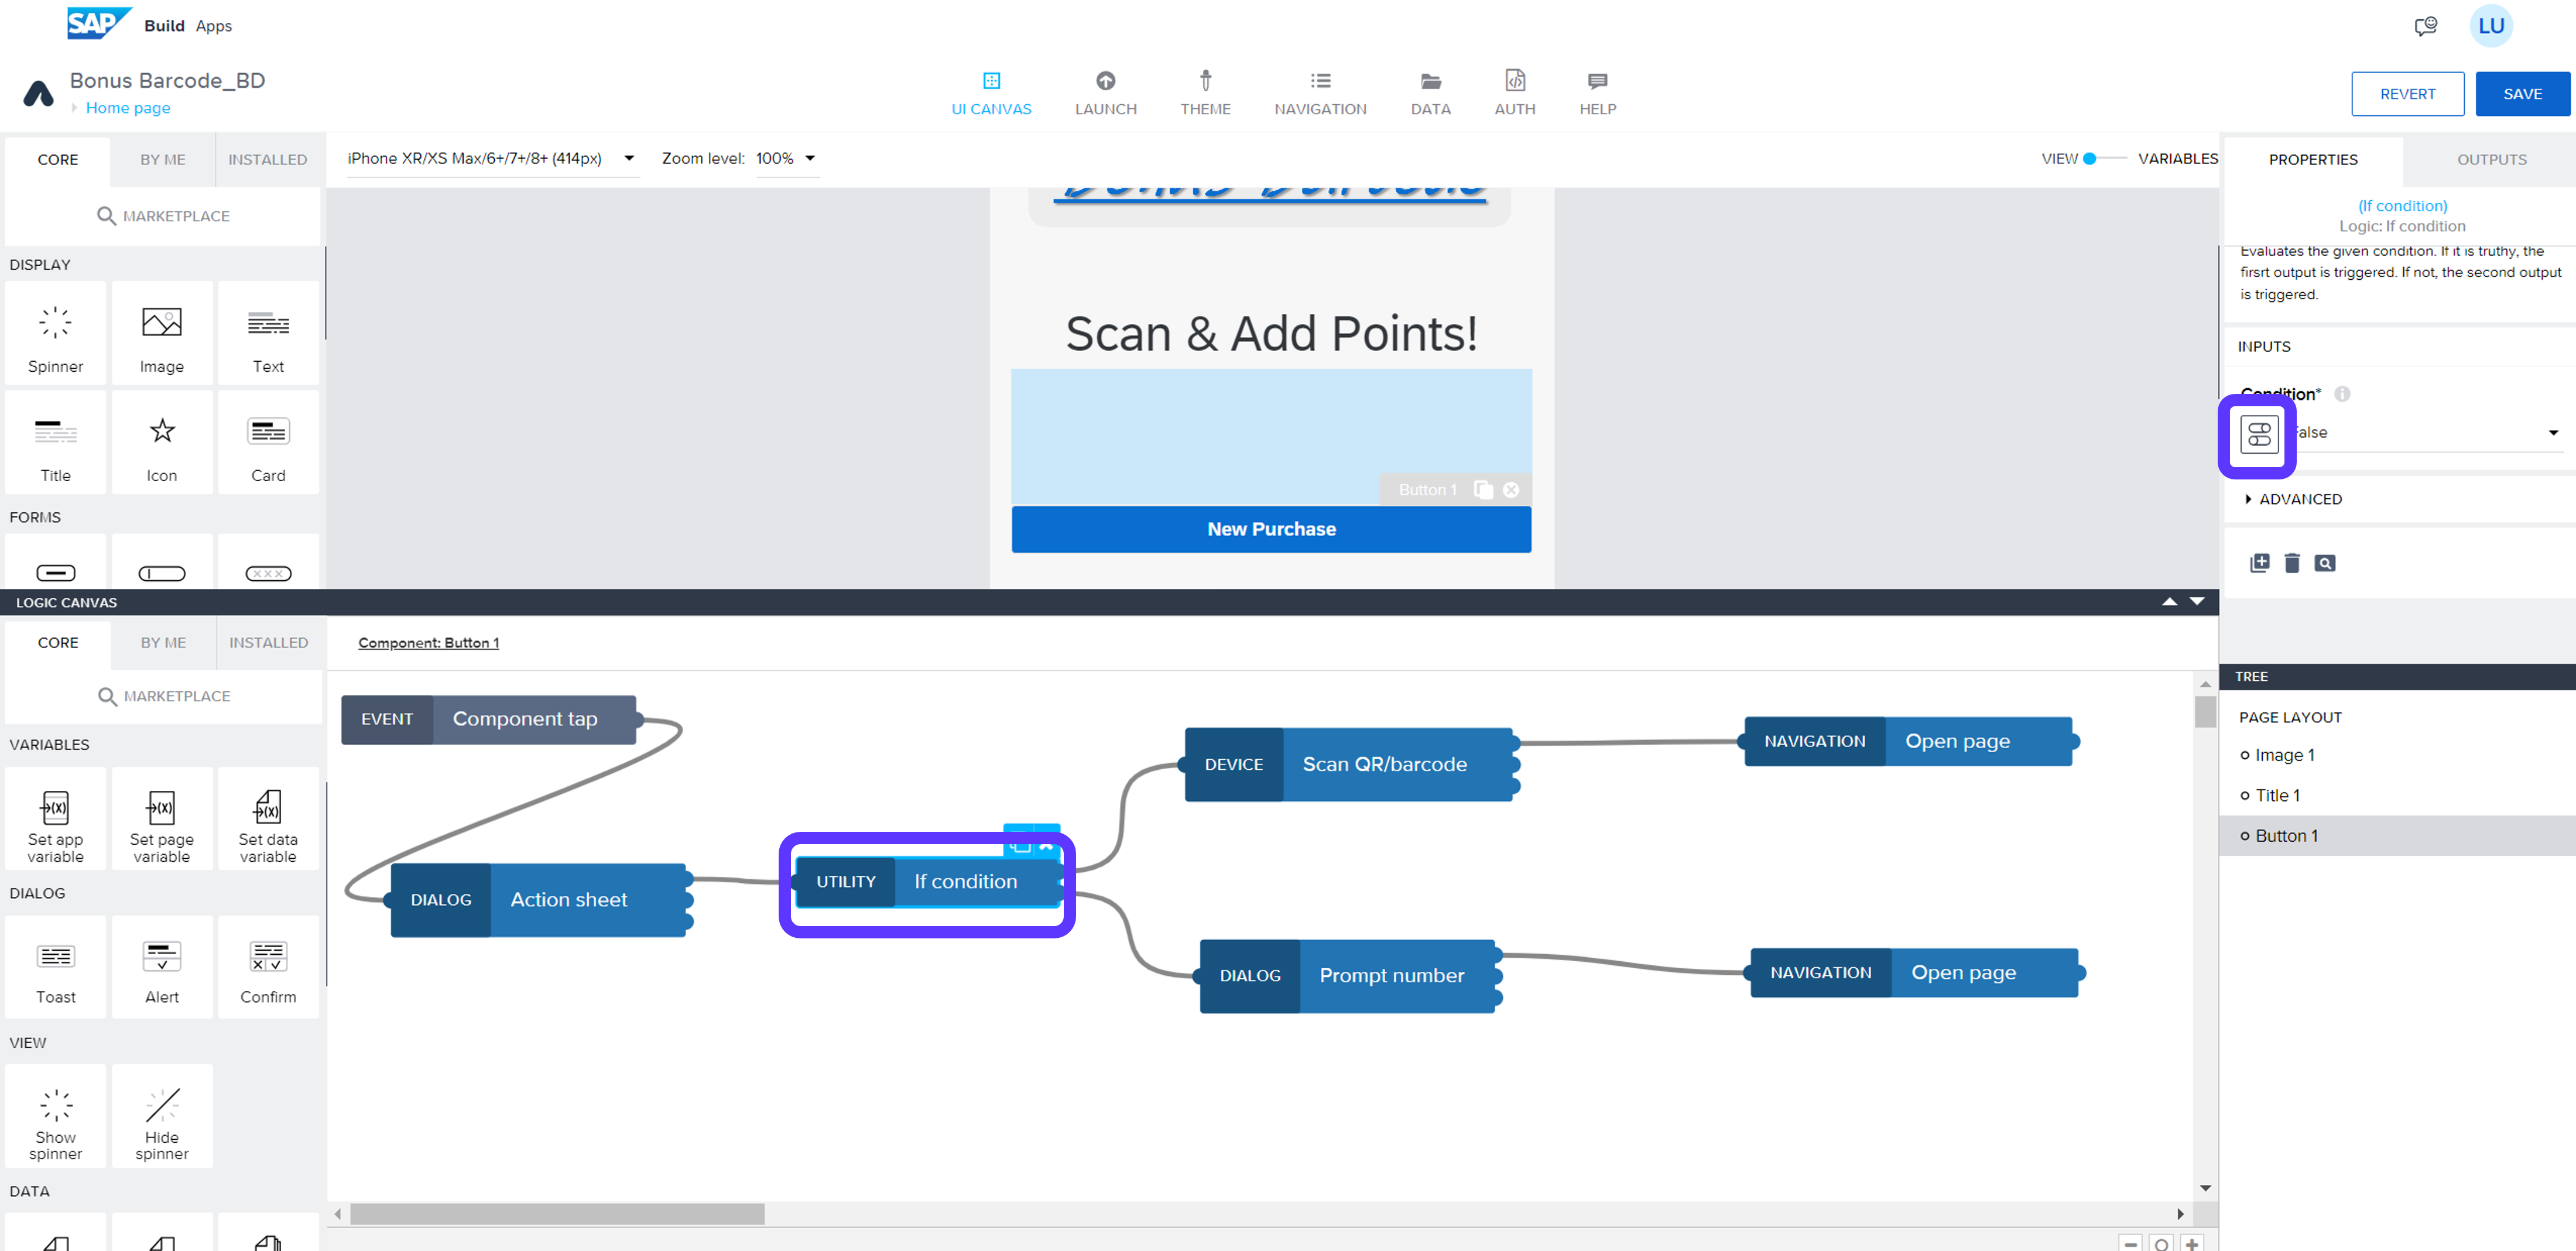 SAP Build Apps
LU
Bonus Barcode_BD
Home page
UI CANVAS
LAUNCH
THEME
NAVIGATION
DATA
AUTH
HELP
REVERT
SAVE
CORE
BY ME
INSTALLED
iPhone XR/XS Max/6+/7+/8+ (414px)
Zoom level: 100%
VIEW
VARIABLES
PROPERTIES
OUTPUTS
MARKETPLACE
(If condition)
Logic: If condition
Evaluates the given condition. If it is truthy, the
firsrt output is triggered. If not, the second output
is triggered.
INPUTS
Condition*
False
ADVANCED
DISPLAY
Spinner
Image
Text
Title
Icon
Card
FORMS
Scan & Add Points!
Button 1
New Purchase
LOGIC CANVAS
CORE
BY ME
INSTALLED
Component: Button 1
MARKETPLACE
VARIABLES
Set app
variable
Set page
variable
Set data
variable
DIALOG
Toast
Alert
Confirm
VIEW
Show
spinner
Hide
spinner
DATA
EVENT Component tap
DIALOG Action sheet
UTILITY If condition
DEVICE Scan QR/barcode
NAVIGATION Open page
DIALOG Prompt number
NAVIGATION Open page
TREE
PAGE LAYOUT
Image 1
Title 1
Button 1